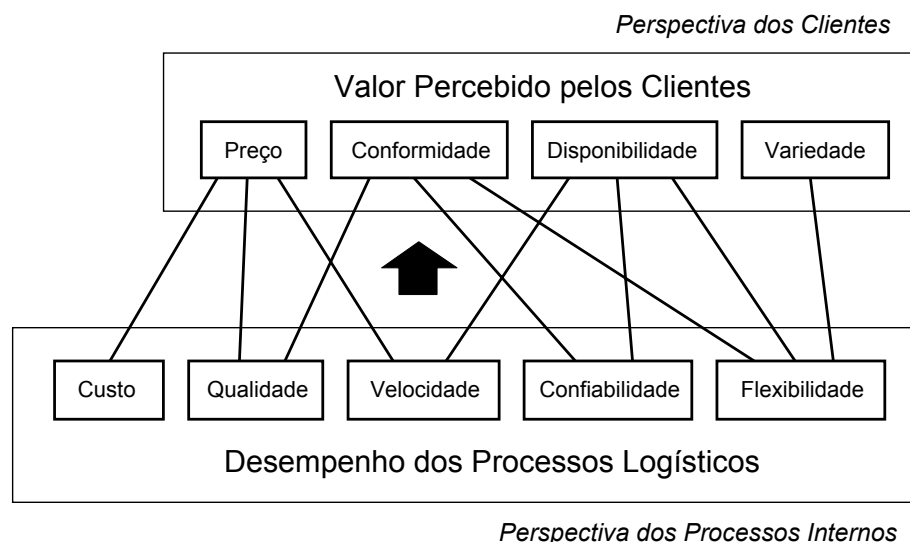 Perspectiva dos Clientes
Valor Percebido pelos Clientes
Preço
Conformidade
Disponibilidade
Variedade
Custo
Qualidade
Velocidade
Confiabilidade
Flexibilidade
Desempenho dos Processos Logísticos
Perspectiva dos Processos Internos